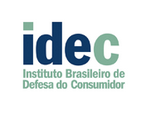 idec
Instituto Brasileiro de
Defesa do Consumidor